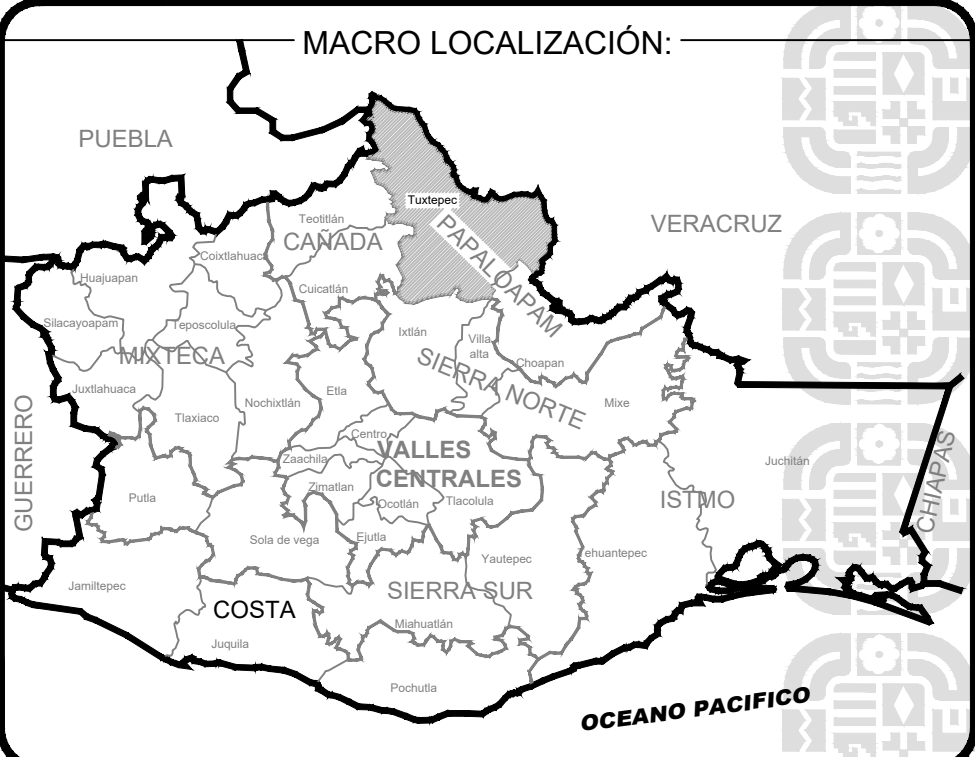 MACRO LOCALIZACIÓN:
PUEBLA
Tuxtepec
VERACRUZ
Teotitlán
CAÑADA
PAPALOAPAM
Coixtlahuac
Huajuapan
Cuicatlán
Silacayoapam
Teposcolula
Ixtlán
Villa
alta
MIXTECA
Choapan
SIERRA NORTE
Juxtlahuaca
Etla
Nochixtlán
Mixe
Tlaxiaco
GUERRERO
Centro
VALLES
CENTRALES
Zaachila
Juchitán
CHIAPAS
Zimatlan
Putla
Ocotlán
Tlacolula
ISTMO
Sola de vega
Ejutla
Yautepec
ehuantepec
Jamiltepec
SIERRA SUR
COSTA
Miahuatlán
Juquila
Pochutla
OCEANO PACIFICO